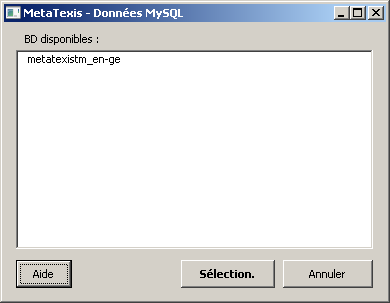 MetaTexis - Données MySQL
BD disponibles :
metatexistm_en-ge
Aide
Sélection.
Annuler